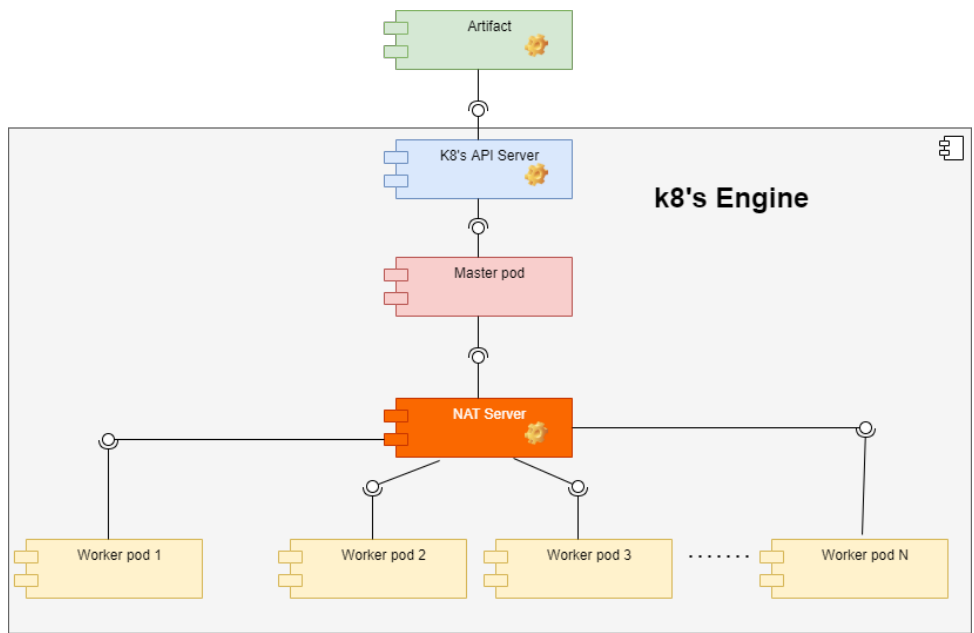 Artifact
K8's API Server
k8's Engine
Master pod
NAT Server
Worker pod 1
Worker pod 2
Worker pod 3
.......
Worker pod N